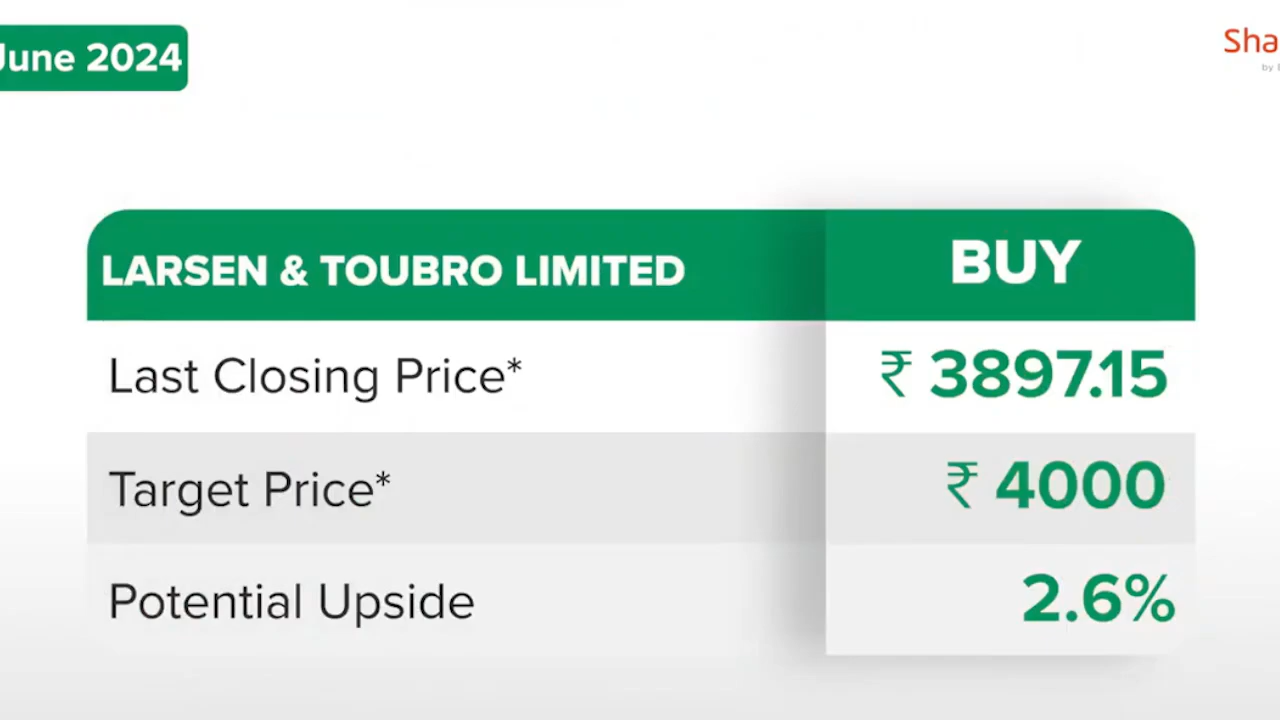 June 2024
Sha
by
LARSEN & TOUBRO LIMITED
BUY
Last Closing Price*
₹ 3897.15
Target Price*
₹ 4000
Potential Upside
2.6%